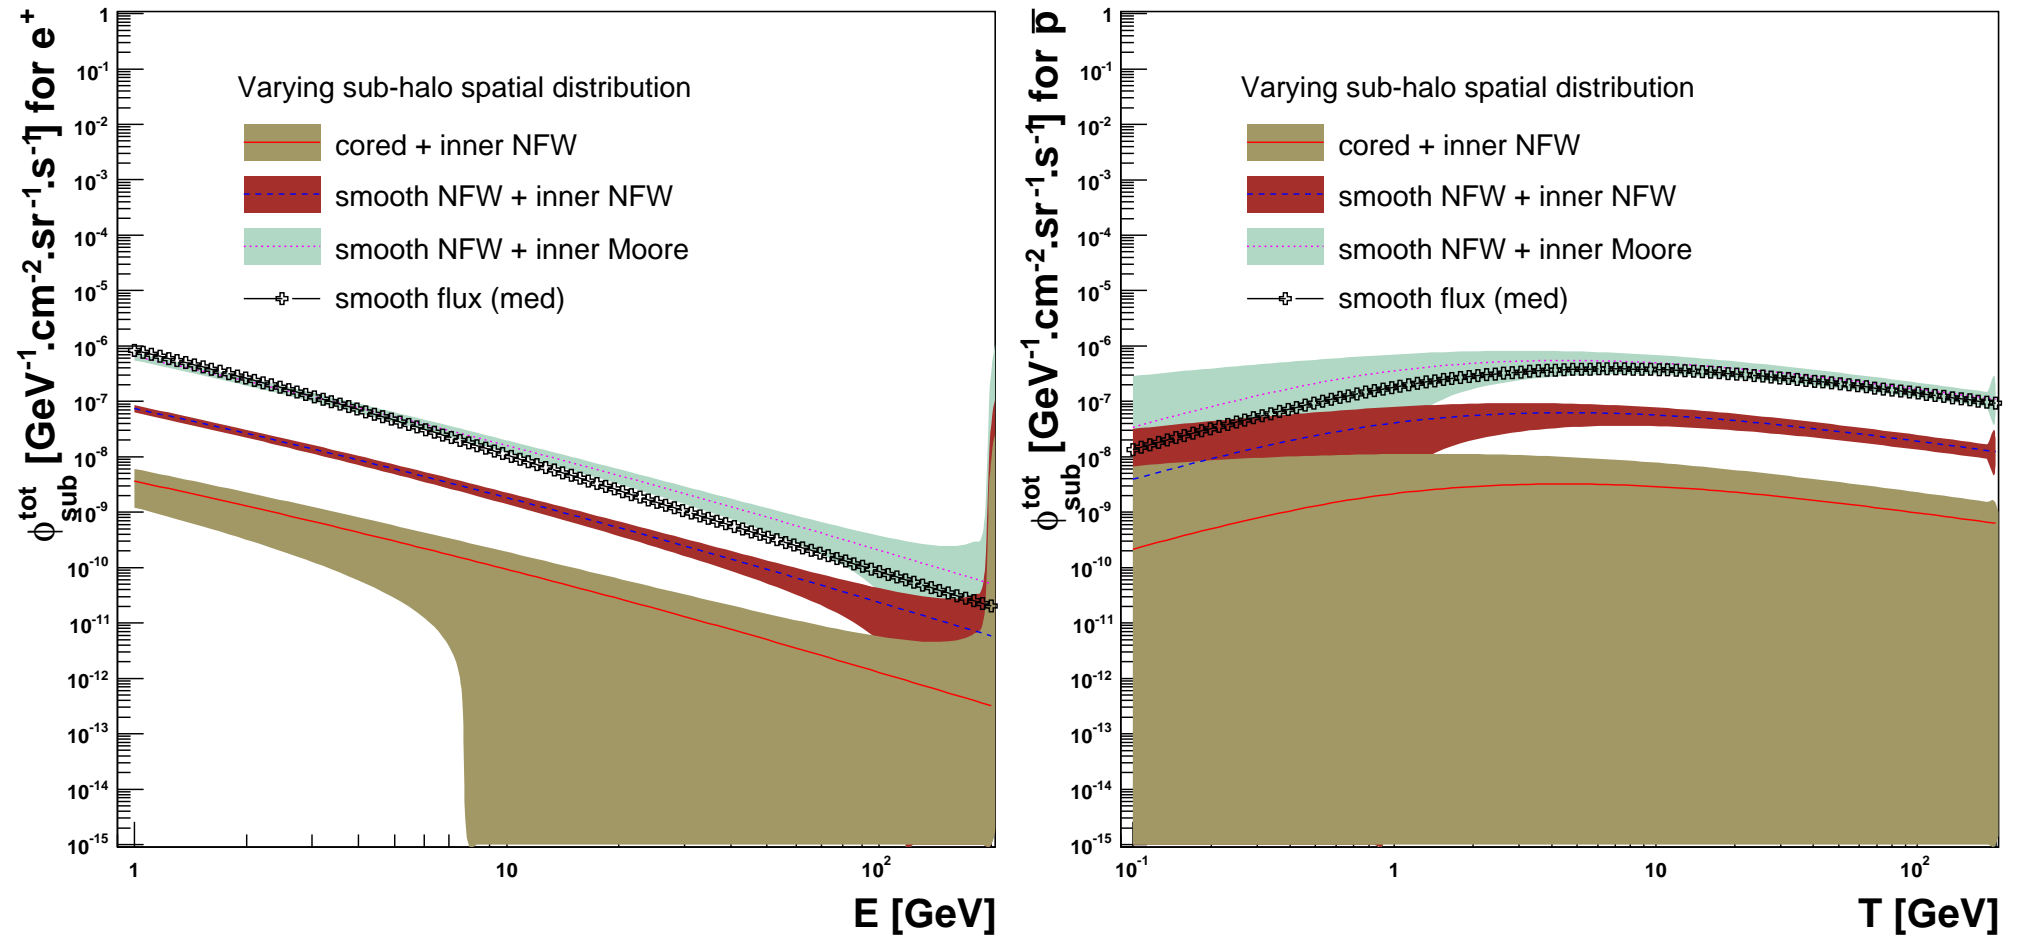 ϕ^tot_sub [GeV^-1.cm^-2.sr^-1.s^-1] for e^+
1
10^-1
10^-2
10^-3
10^-4
10^-5
10^-6
10^-7
10^-8
10^-9
10^-10
10^-11
10^-12
10^-13
10^-14
10^-15
Varying sub-halo spatial distribution
cored + inner NFW
smooth NFW + inner NFW
smooth NFW + inner Moore
smooth flux (med)
1
10
10^2
E [GeV]
ϕ^tot_sub [GeV^-1.cm^-2.sr^-1.s^-1] for p̅
1
10^-1
10^-2
10^-3
10^-4
10^-5
10^-6
10^-7
10^-8
10^-9
10^-10
10^-11
10^-12
10^-13
10^-14
10^-15
Varying sub-halo spatial distribution
cored + inner NFW
smooth NFW + inner NFW
smooth NFW + inner Moore
smooth flux (med)
10^-1
1
10
10^2
T [GeV]